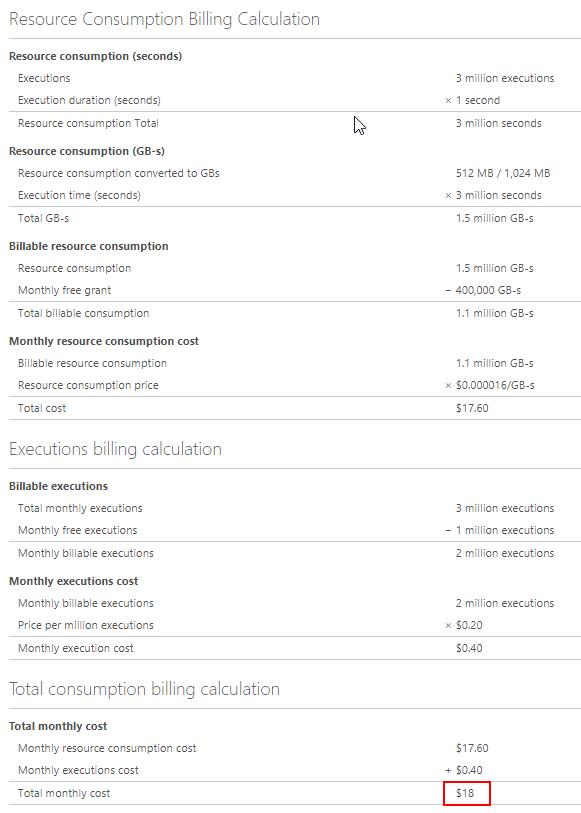 Resource Consumption Billing Calculation
Resource consumption (seconds)
Executions 3 million executions
Execution duration (seconds) × 1 second
Resource consumption Total 3 million seconds
Resource consumption (GB-s)
Resource consumption converted to GBs 512 MB / 1,024 MB
Execution time (seconds) × 3 million seconds
Total GB-s 1.5 million GB-s
Billable resource consumption
Resource consumption 1.5 million GB-s
Monthly free grant − 400,000 GB-s
Total billable consumption 1.1 million GB-s
Monthly resource consumption cost
Billable resource consumption 1.1 million GB-s
Resource consumption price × $0.000016/GB-s
Total cost $17.60
Executions billing calculation
Billable executions
Total monthly executions 3 million executions
Monthly free executions − 1 million executions
Monthly billable executions 2 million executions
Monthly executions cost
Monthly billable executions 2 million executions
Price per million executions × $0.20
Monthly execution cost $0.40
Total consumption billing calculation
Total monthly cost
Monthly resource consumption cost $17.60
Monthly executions cost + $0.40
Total monthly cost $18